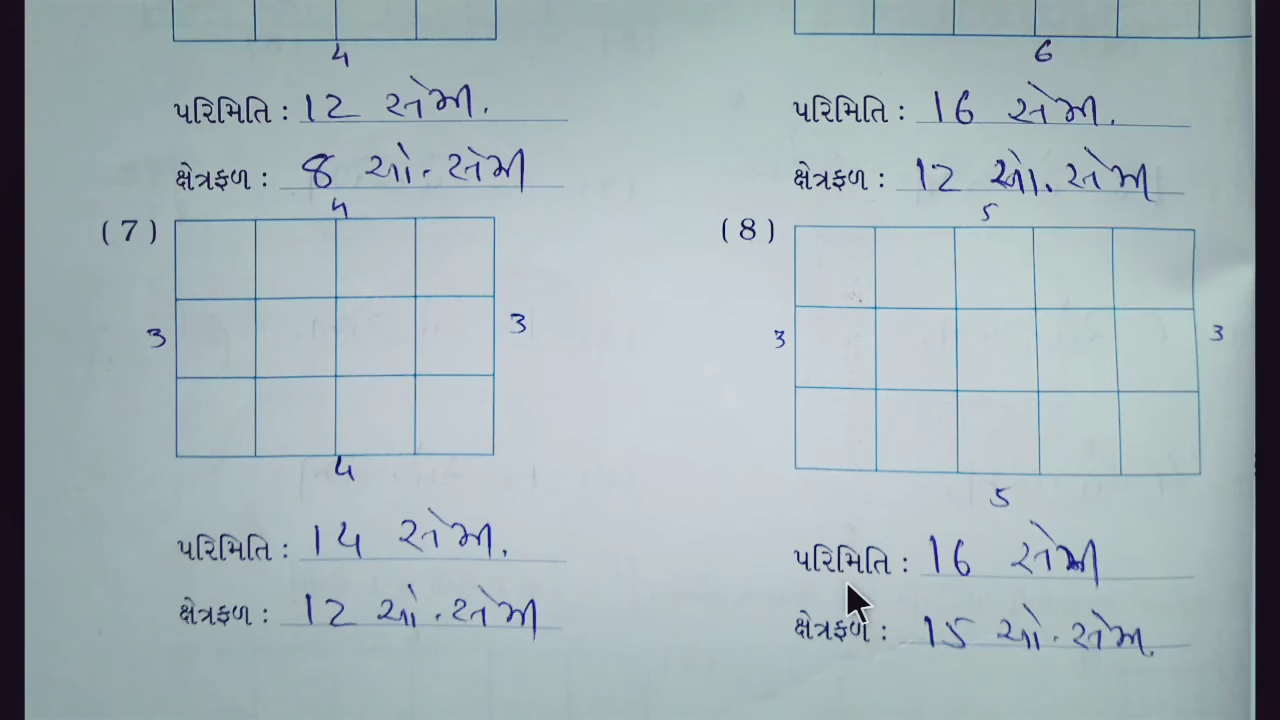 4
6
પરિમિતિ : 12 સેમી.
પરિમિતિ : 16 સેમી.
ક્ષેત્રફળ : 8 ચો. સેમી
ક્ષેત્રફળ : 12 ચો. સેમી
4
5
(7)
(8)
3
3
3
3
4
5
પરિમિતિ : 14 સેમી.
પરિમિતિ : 16 સેમી
ક્ષેત્રફળ : 12 ચો. સેમી
ક્ષેત્રફળ : 15 ચો. સેમી.